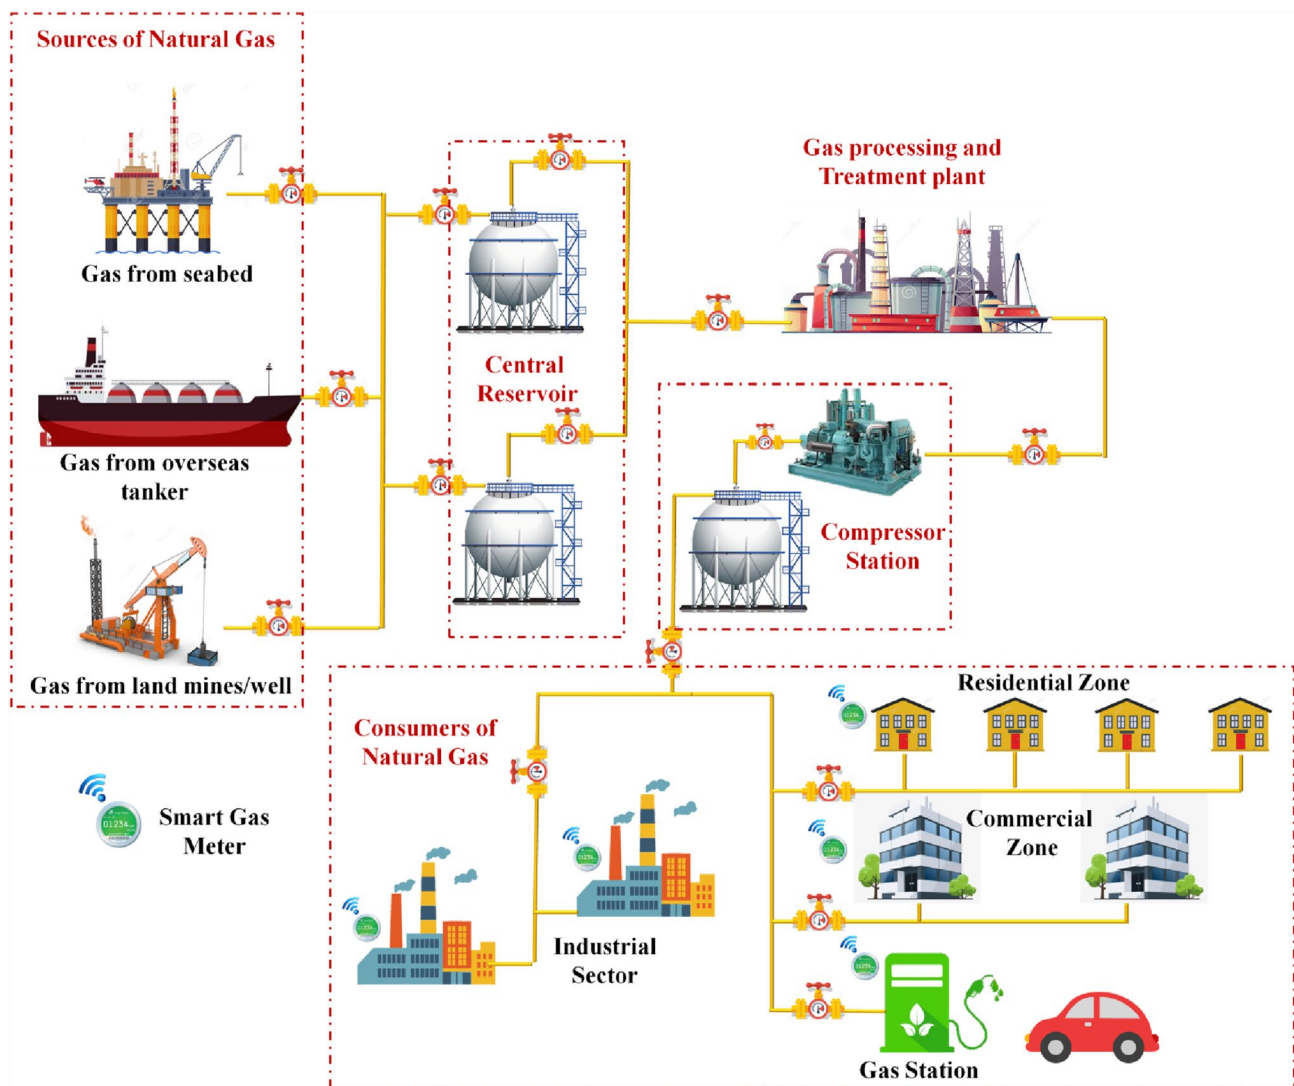 Sources of Natural Gas
Gas from seabed
Gas from overseas
tanker
Gas from land mines/well
Central
Reservoir
Gas processing and
Treatment plant
Compressor
Station
Smart Gas
Meter
Consumers of
Natural Gas
Residential Zone
Commercial
Zone
Industrial
Sector
Gas Station